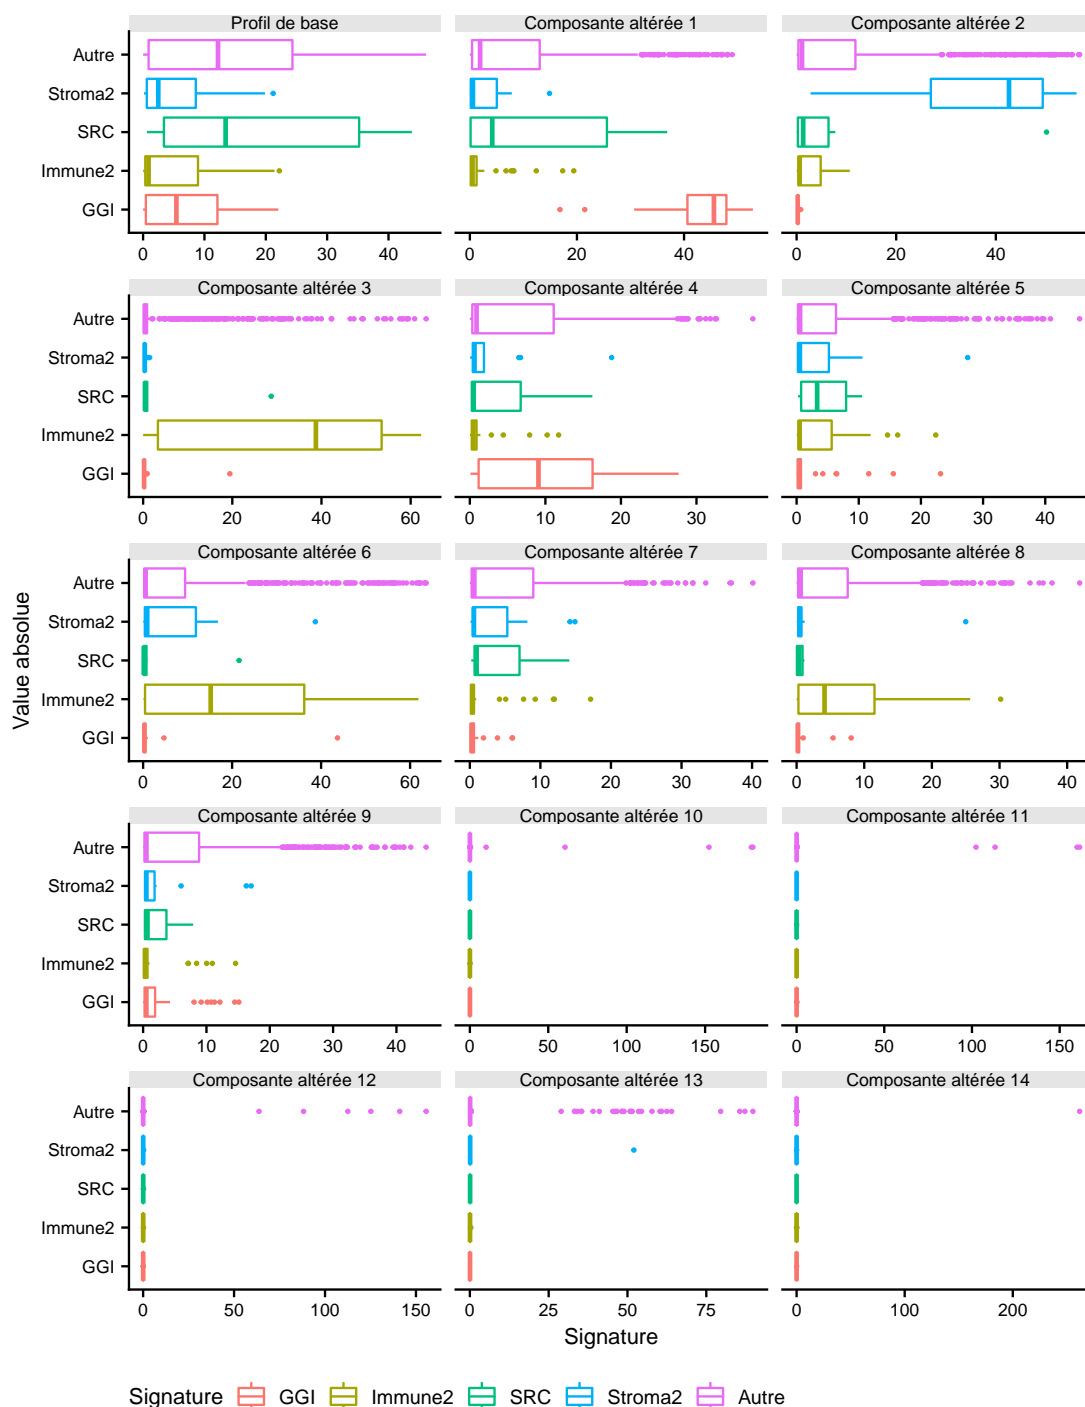 Profil de base Composante altérée 1 Composante altérée 2
Autre
Stroma2
SRC
Immune2
GGI
0 10 20 30 40 0 20 40 0 20 40
Composante altérée 3 Composante altérée 4 Composante altérée 5
Autre
Stroma2
SRC
Immune2
GGI
0 20 40 60 0 10 20 30 0 10 20 30 40
Composante altérée 6 Composante altérée 7 Composante altérée 8
Autre
Stroma2
SRC
Immune2
GGI
0 20 40 60 0 10 20 30 40 0 10 20 30 40
Composante altérée 9 Composante altérée 10 Composante altérée 11
Autre
Stroma2
SRC
Immune2
GGI
0 10 20 30 40 0 50 100 150 0 50 100 150
Composante altérée 12 Composante altérée 13 Composante altérée 14
Autre
Stroma2
SRC
Immune2
GGI
0 50 100 150 0 25 50 75 0 100 200
Value absolue
Signature
Signature GGI Immune2 SRC Stroma2 Autre